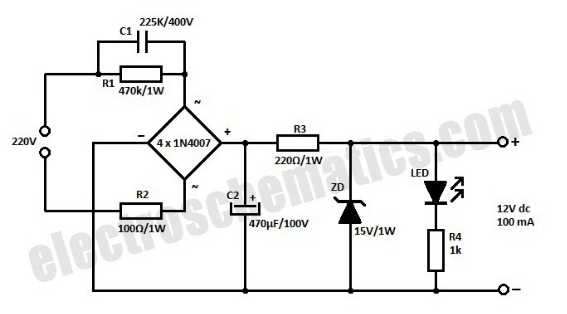 225K/400V
C1
R1
470k/1W
~
220V
−
4 x 1N4007
+
~
R2
100Ω/1W
R3
220Ω/1W
C2
+
470µF/100V
ZD
15V/1W
LED
R4
1k
+
12V dc
100 mA
−
electroschematics.com